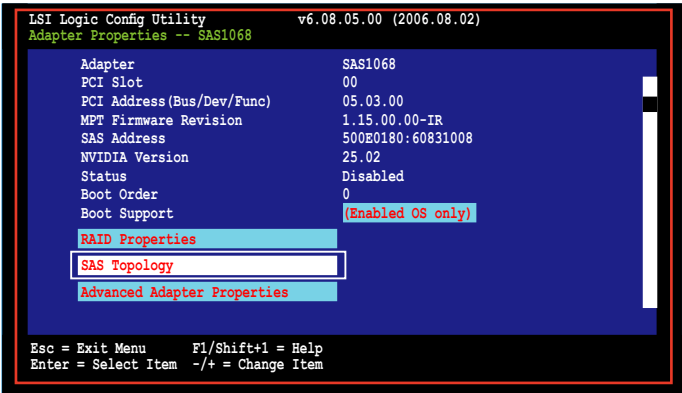 LSI Logic Config Utility v6.08.05.00 (2006.08.02)
Adapter Properties -- SAS1068
Adapter SAS1068
PCI Slot 00
PCI Address(Bus/Dev/Func) 05.03.00
MPT Firmware Revision 1.15.00.00-IR
SAS Address 500E0180:60831008
NVIDIA Version 25.02
Status Disabled
Boot Order 0
Boot Support (Enabled OS only)
RAID Properties
SAS Topology
Advanced Adapter Properties
Esc = Exit Menu F1/Shift+1 = Help
Enter = Select Item -/+ = Change Item